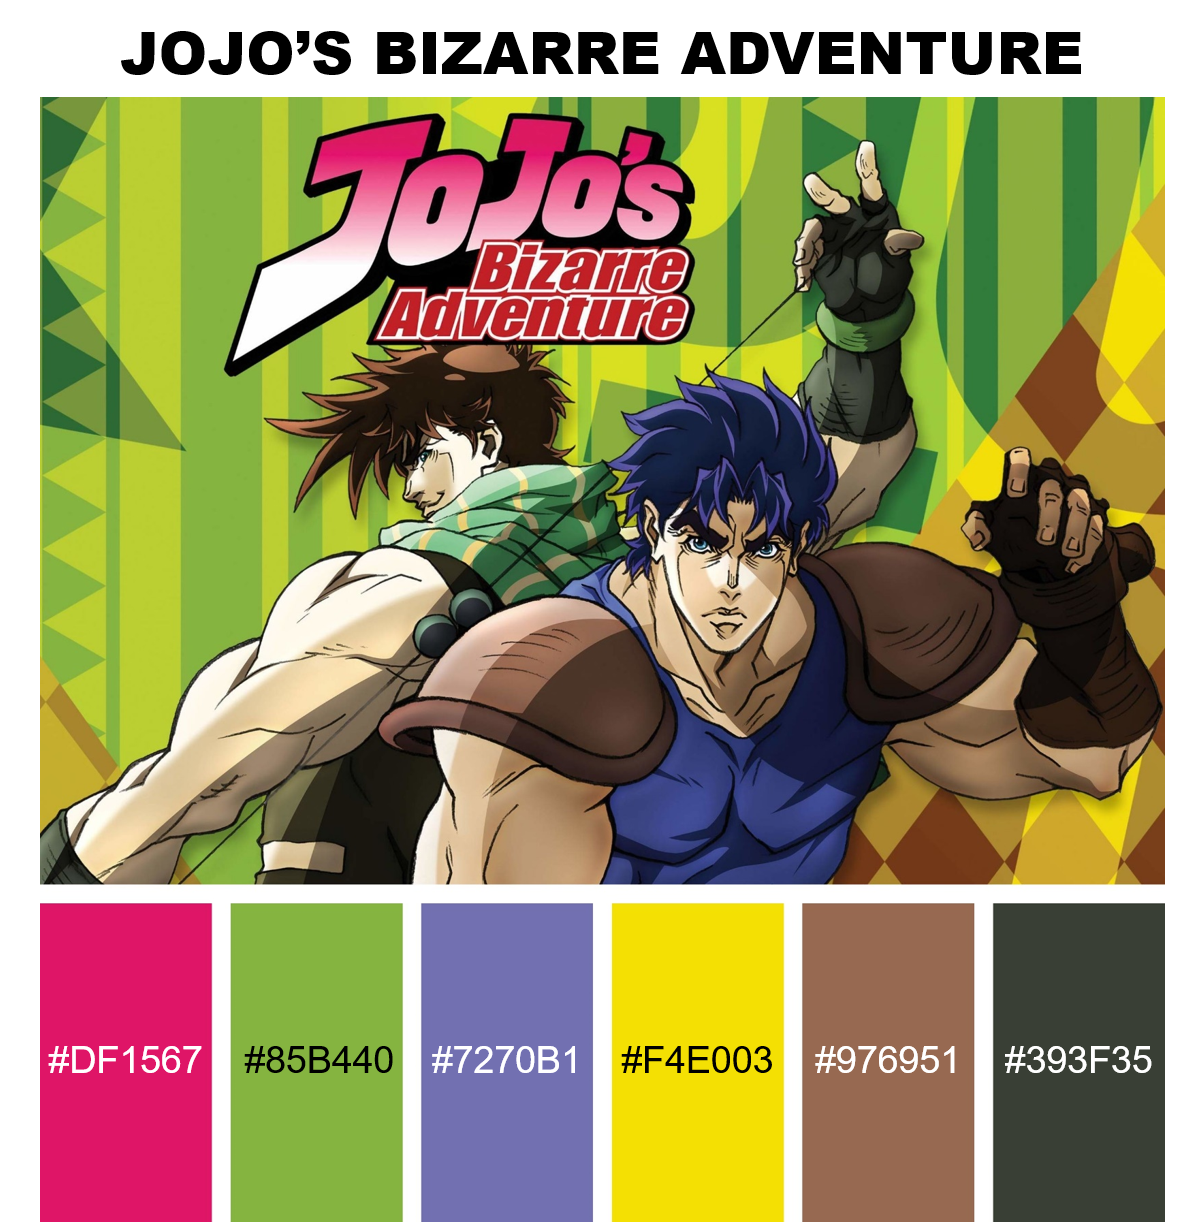 JOJO’S BIZARRE ADVENTURE
JoJo's
Bizarre
Adventure
#DF1567 #85B440 #7270B1 #F4E003 #976951 #393F35